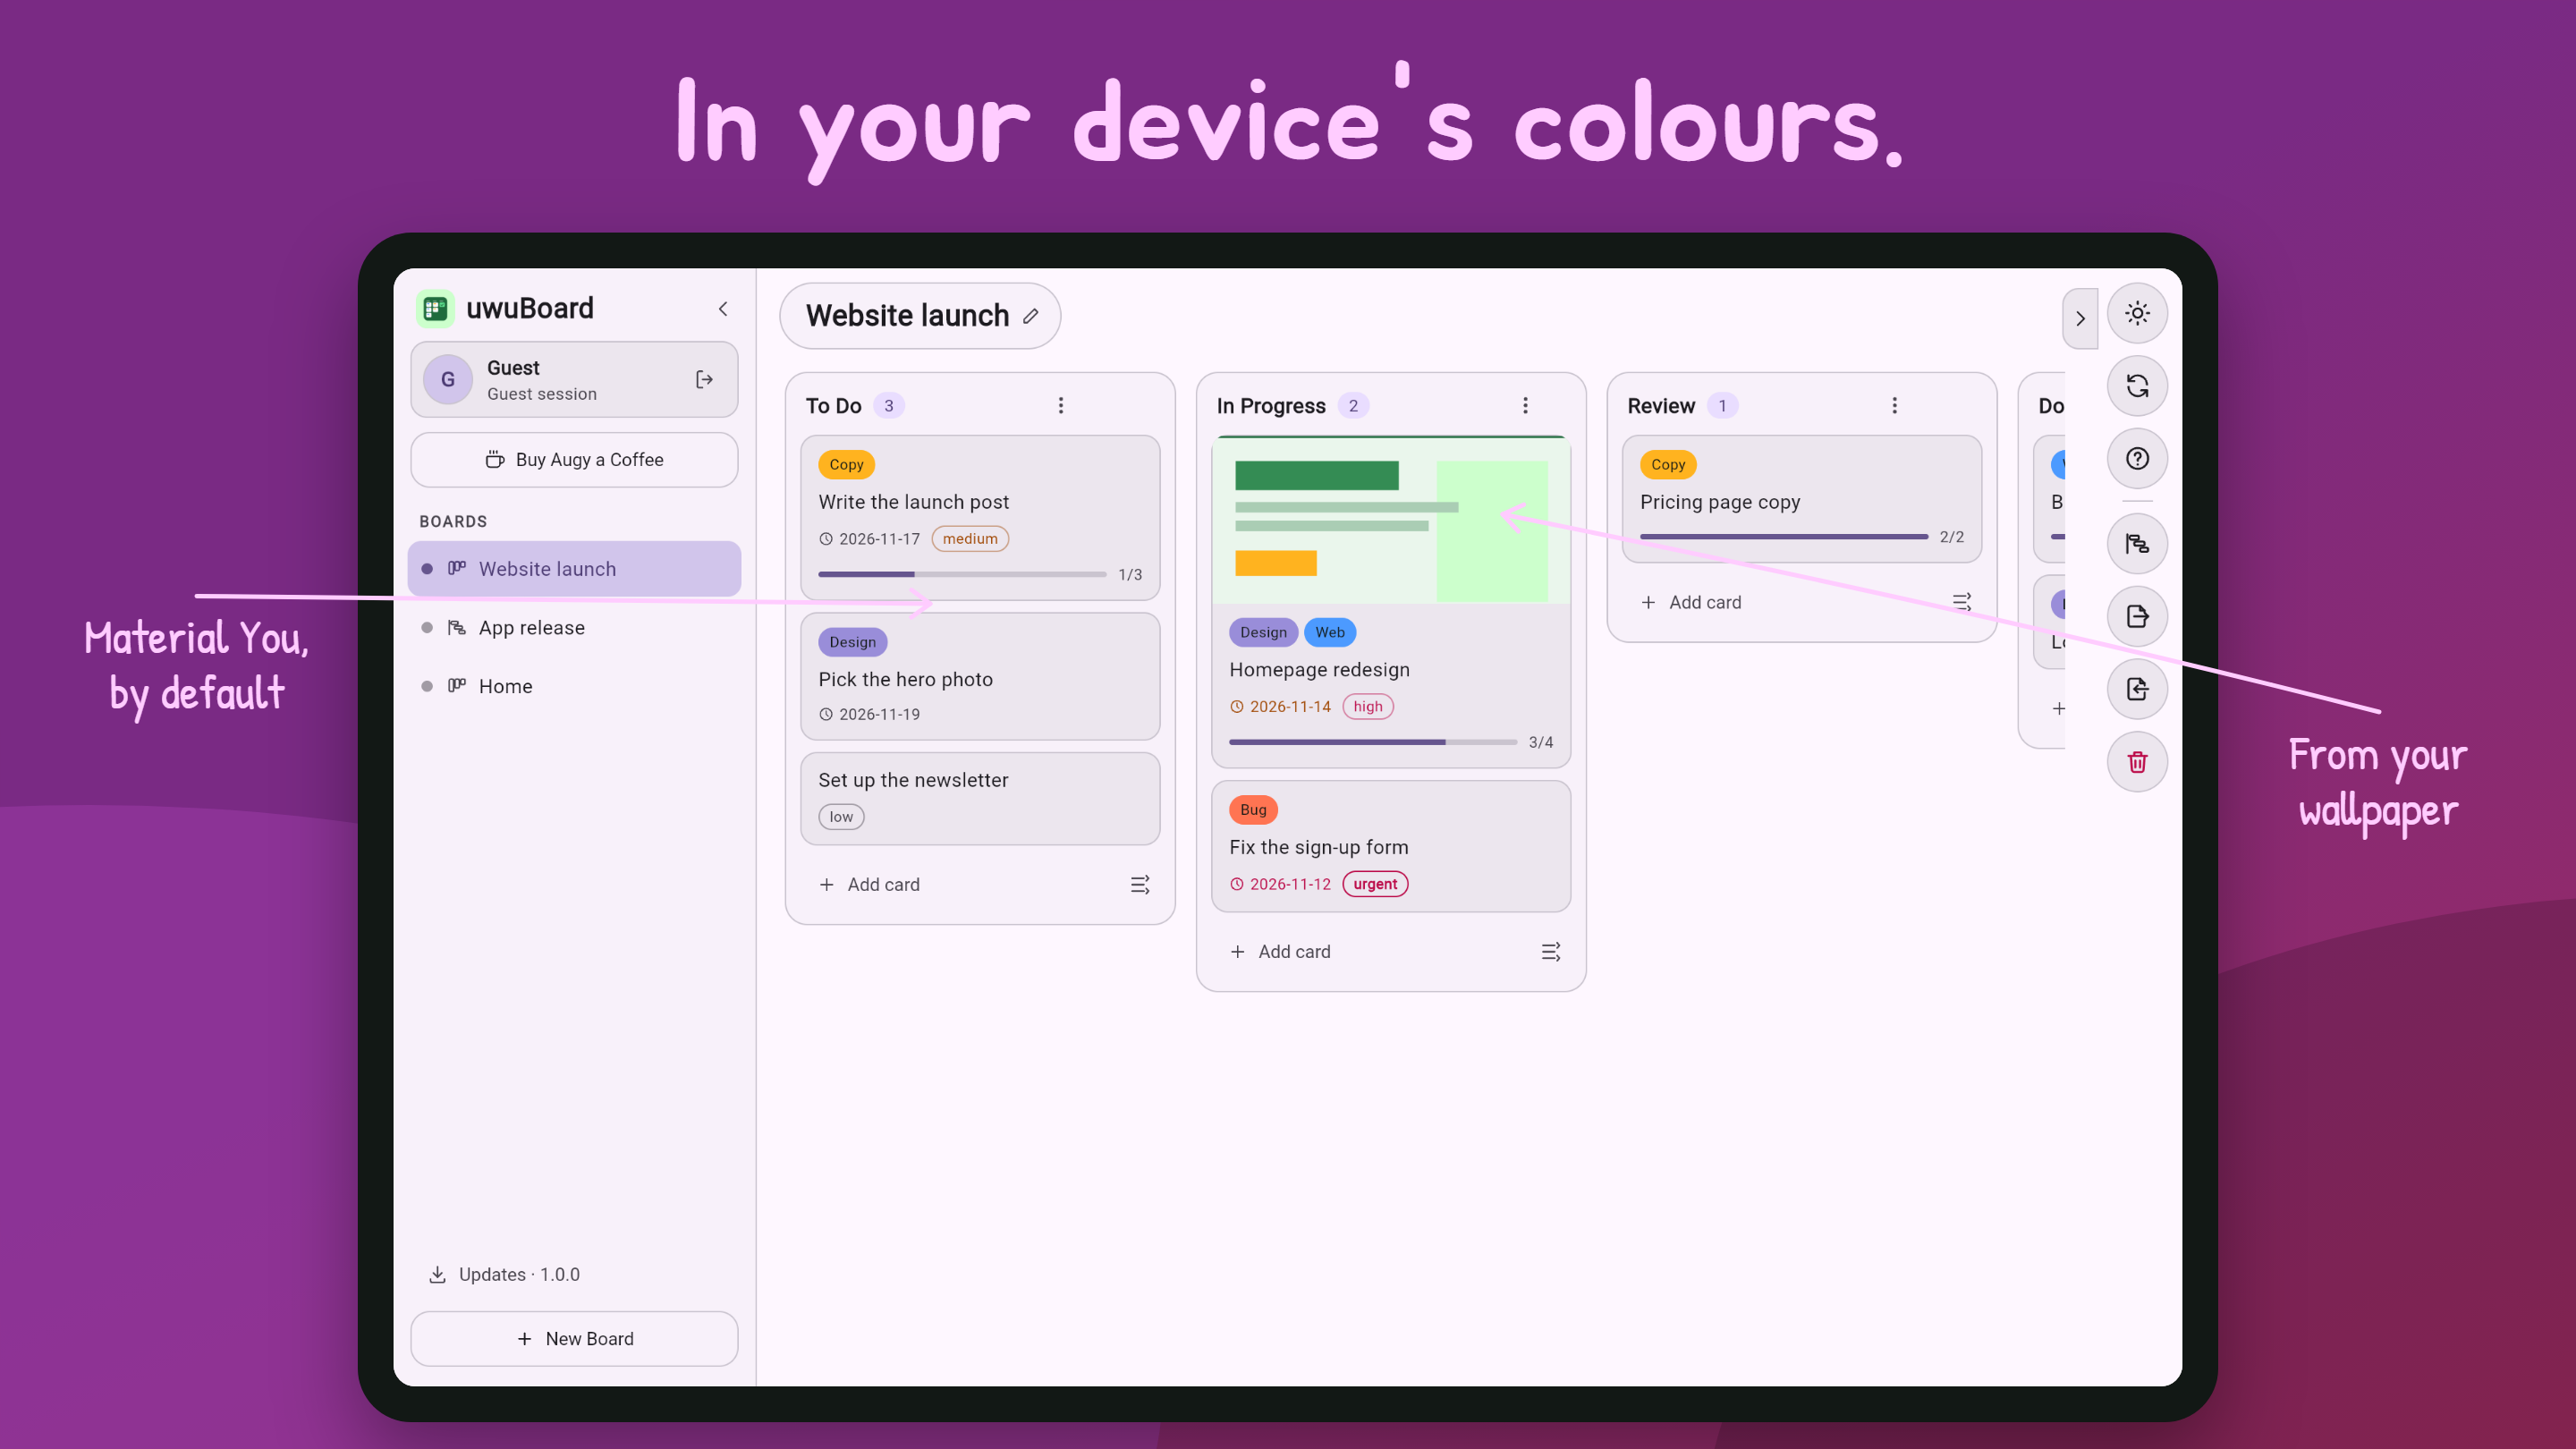 In your device's colours.
uwuBoard
G
Guest
Guest session
Buy Augy a Coffee
BOARDS
Website launch
App release
Home
Updates · 1.0.0
New Board
Website launch
To Do 3
Copy
Write the launch post
2026-11-17 medium
1/3
Design
Pick the hero photo
2026-11-19
Set up the newsletter
low
Add card
In Progress 2
Design Web
Homepage redesign
2026-11-14 high
3/4
Bug
Fix the sign-up form
2026-11-12 urgent
Add card
Review 1
Copy
Pricing page copy
2/2
Add card
Do
B
Material You,
by default
From your
wallpaper